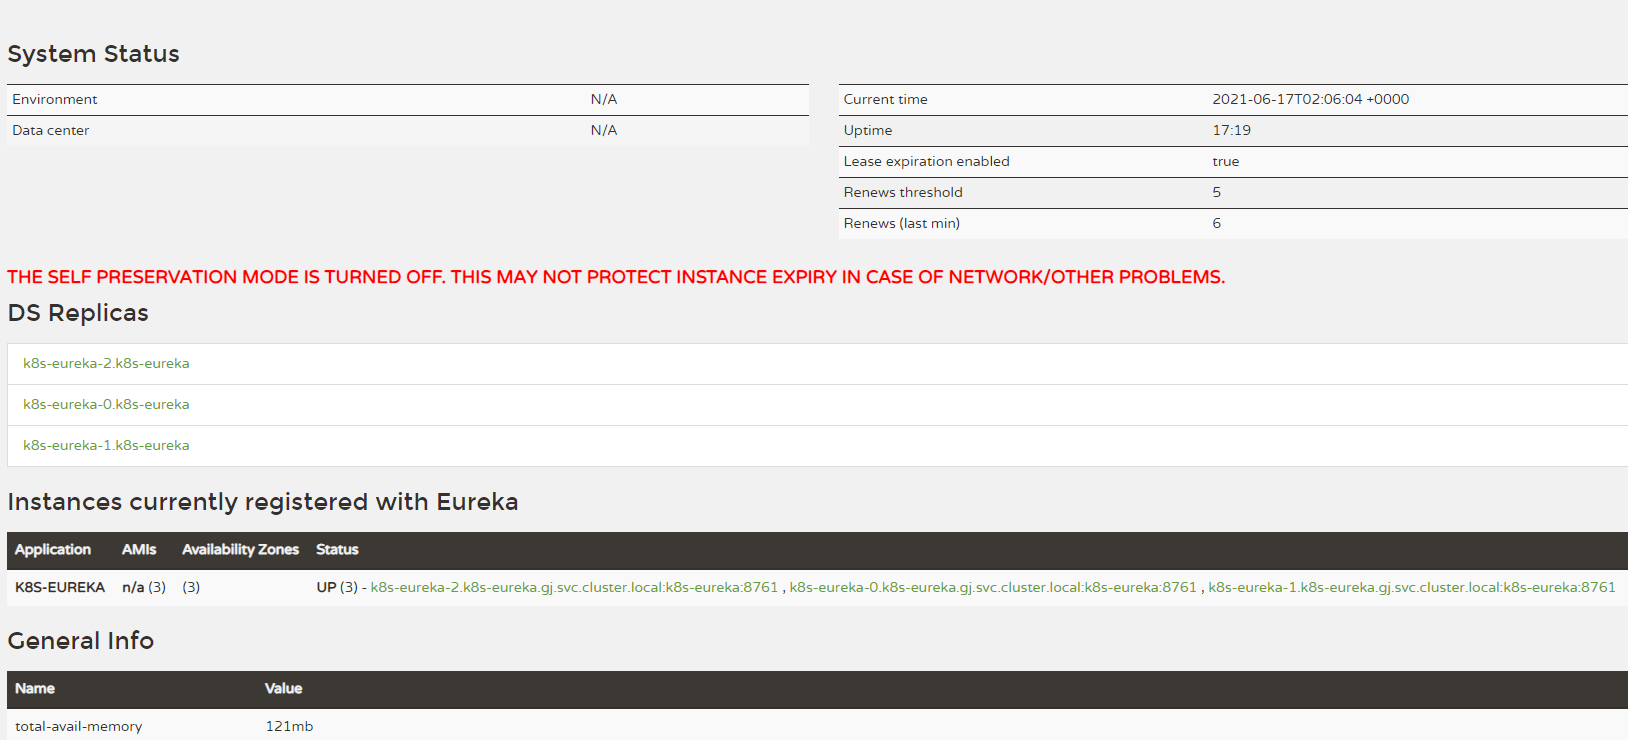 System Status
Environment N/A
Data center N/A
Current time 2021-06-17T02:06:04 +0000
Uptime 17:19
Lease expiration enabled true
Renews threshold 5
Renews (last min) 6
THE SELF PRESERVATION MODE IS TURNED OFF. THIS MAY NOT PROTECT INSTANCE EXPIRY IN CASE OF NETWORK/OTHER PROBLEMS.
DS Replicas
k8s-eureka-2.k8s-eureka
k8s-eureka-0.k8s-eureka
k8s-eureka-1.k8s-eureka
Instances currently registered with Eureka
Application AMIs Availability Zones Status
K8S-EUREKA n/a (3) (3) UP (3) - k8s-eureka-2.k8s-eureka.gj.svc.cluster.local:k8s-eureka:8761 , k8s-eureka-0.k8s-eureka.gj.svc.cluster.local:k8s-eureka:8761 , k8s-eureka-1.k8s-eureka.gj.svc.cluster.local:k8s-eureka:8761
General Info
Name Value
total-avail-memory 121mb